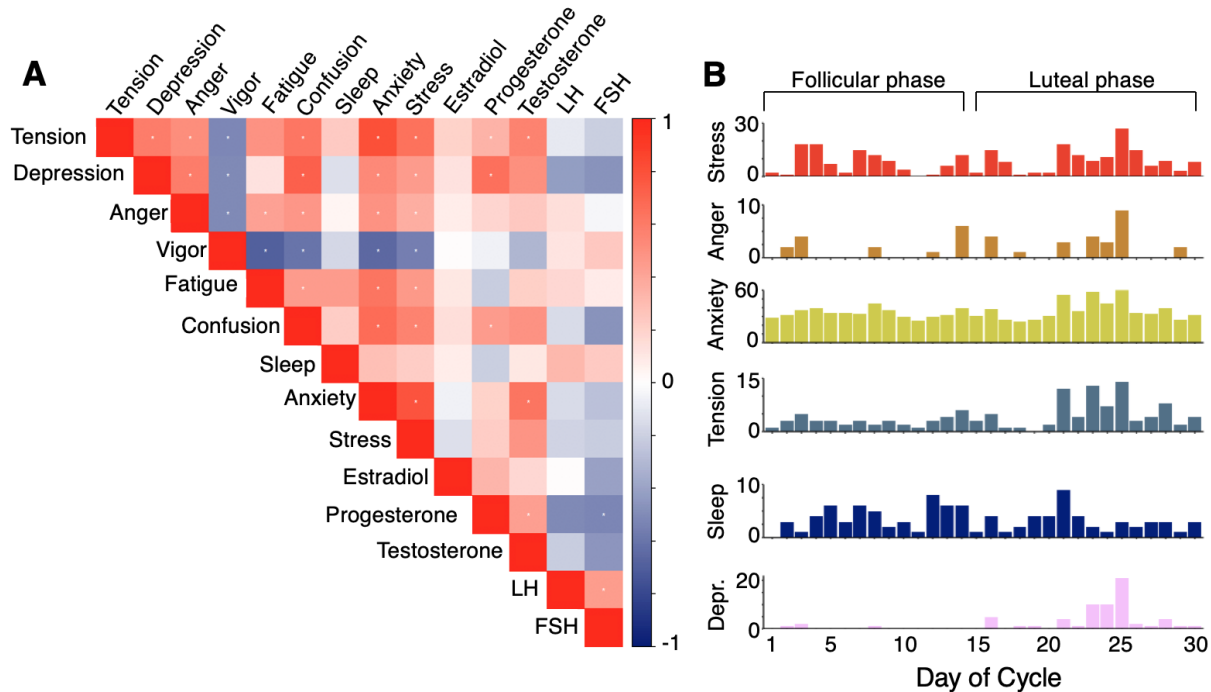 A
Tension
Depression
Anger
Vigor
Fatigue
Confusion
Sleep
Anxiety
Stress
Estradiol
Progesterone
Testosterone
LH
FSH
Tension
Depression
Anger
Vigor
Fatigue
Confusion
Sleep
Anxiety
Stress
Estradiol
Progesterone
Testosterone
LH
FSH
1
0
-1
B
Follicular phase Luteal phase
Stress
30
0
Anger
10
0
Anxiety
60
0
Tension
15
0
Sleep
10
0
Depr.
20
0
1 5 10 15 20 25 30
Day of Cycle